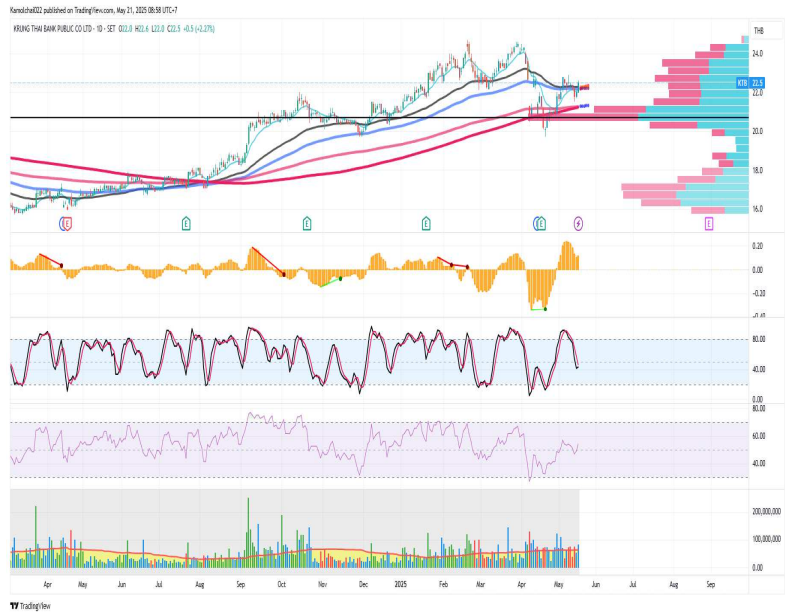 Kamolchai022 published on TradingView.com, May 21, 2025 08:58 UTC+7
KRUNG THAI BANK PUBLIC CO LTD · 1D · SET O22.0 H22.6 L22.0 C22.5 +0.5 (+2.27%)
THB
24.0
KTB 22.5
22.0
20.0
18.0
16.0
E E E E E E
0.20
0.00
-0.20
-0.40
80.00
40.00
0.00
80.00
60.00
40.00
200,000,000
100,000,000
0.00
Apr May Jun Jul Aug Sep Oct Nov Dec 2025 Feb Mar Apr May Jun Jul Aug Sep
TradingView